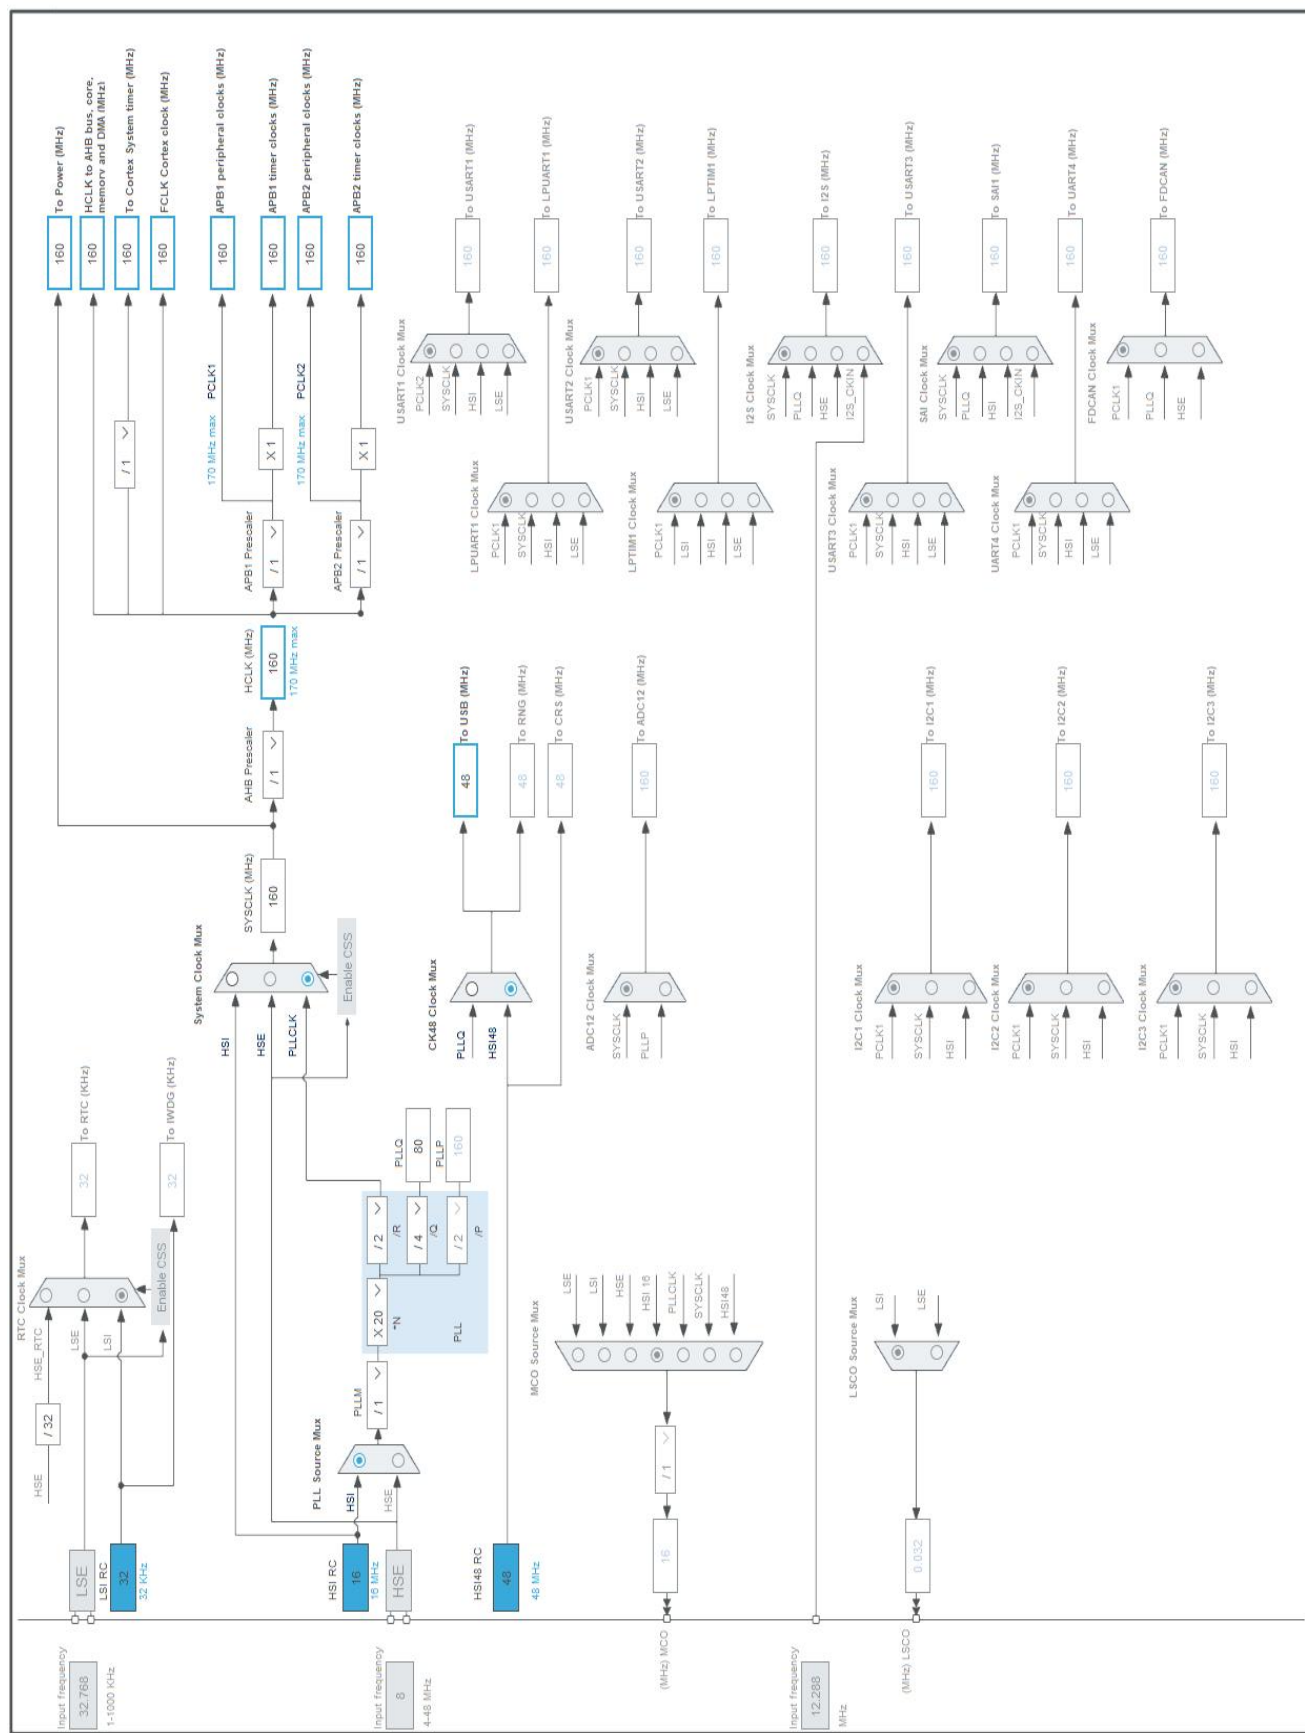 Input frequency
32.768
1-1000 KHz
LSE
LSI RC
32
32 KHz
HSE
/ 32
HSE_RTC
LSE
LSI
RTC Clock Mux
Enable CSS
32
To RTC (KHz)
32
To IWDG (KHz)
Input frequency
8
4-48 MHz
HSI RC
16
16 MHz
HSE
HSI48 RC
48
48 MHz
PLL Source Mux
HSI
HSE
PLLM
/ 1
X 20
*N
PLL
/ 2
/R
/ 4
/Q
/ 2
/P
PLLQ
80
PLLP
160
System Clock Mux
HSI
HSE
PLLCLK
Enable CSS
SYSCLK (MHz)
160
AHB Prescaler
/ 1
HCLK (MHz)
160
170 MHz max
APB1 Prescaler
/ 1
APB2 Prescaler
/ 1
/ 1
170 MHz max
PCLK1
X 1
170 MHz max
PCLK2
X 1
160
To Power (MHz)
160
HCLK to AHB bus, core,
memory and DMA (MHz)
160
To Cortex System timer (MHz)
160
FCLK Cortex clock (MHz)
160
APB1 peripheral clocks (MHz)
160
APB1 timer clocks (MHz)
160
APB2 peripheral clocks (MHz)
160
APB2 timer clocks (MHz)
CK48 Clock Mux
PLLQ
HSI48
48
To USB (MHz)
48
To RNG (MHz)
48
To CRS (MHz)
ADC12 Clock Mux
SYSCLK
PLLP
160
To ADC12 (MHz)
USART1 Clock Mux
PCLK2
SYSCLK
HSI
LSE
160
To USART1 (MHz)
LPUART1 Clock Mux
PCLK1
SYSCLK
HSI
LSE
160
To LPUART1 (MHz)
USART2 Clock Mux
PCLK1
SYSCLK
HSI
LSE
160
To USART2 (MHz)
LPTIM1 Clock Mux
PCLK1
LSI
HSI
LSE
160
To LPTIM1 (MHz)
I2S Clock Mux
SYSCLK
PLLQ
HSE
I2S_CKIN
160
To I2S (MHz)
USART3 Clock Mux
PCLK1
SYSCLK
HSI
LSE
160
To USART3 (MHz)
SAI Clock Mux
SYSCLK
PLLQ
HSI
I2S_CKIN
160
To SAI1 (MHz)
UART4 Clock Mux
PCLK1
SYSCLK
HSI
LSE
160
To UART4 (MHz)
FDCAN Clock Mux
PCLK1
PLLQ
HSE
160
To FDCAN (MHz)
I2C1 Clock Mux
PCLK1
SYSCLK
HSI
160
To I2C1 (MHz)
I2C2 Clock Mux
PCLK1
SYSCLK
HSI
160
To I2C2 (MHz)
I2C3 Clock Mux
PCLK1
SYSCLK
HSI
160
To I2C3 (MHz)
(MHz) MCO
16
/ 1
MCO Source Mux
LSE
LSI
HSE
HSI 16
PLLCLK
SYSCLK
HSI48
Input frequency
12.288
MHz
(MHz) LSCO
0.032
LSCO Source Mux
LSI
LSE